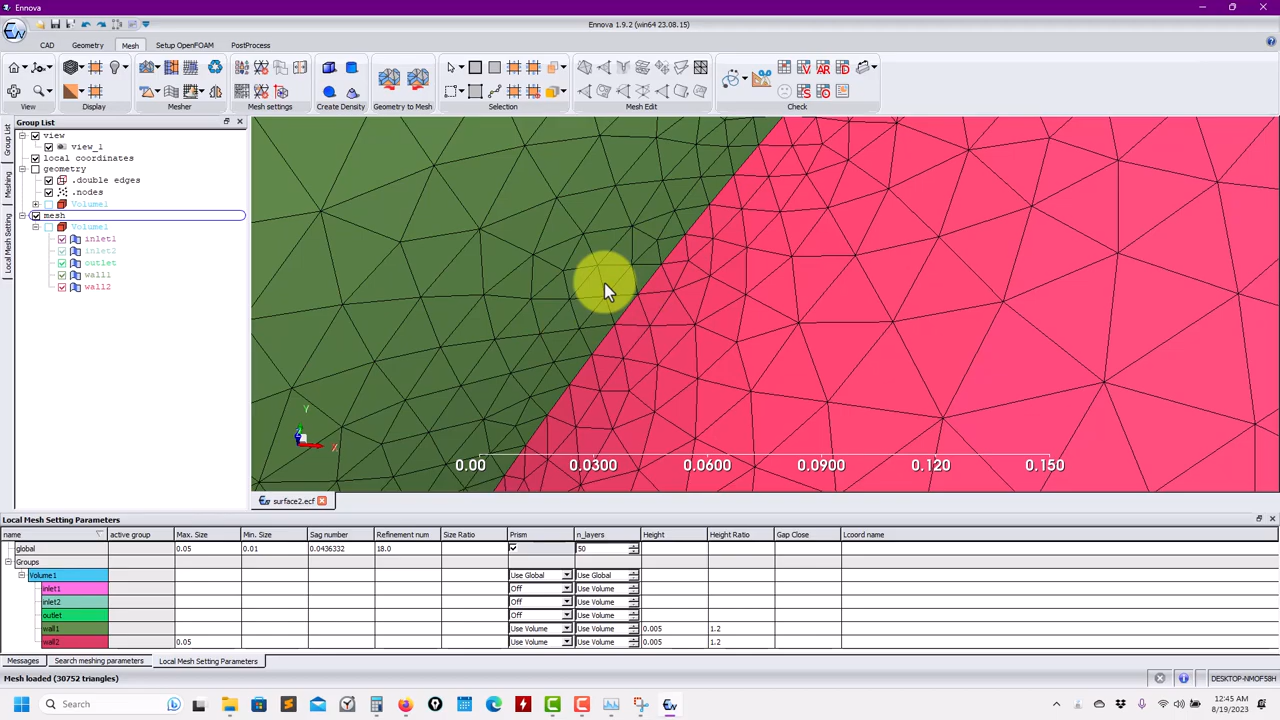 Ennova
Ennova 1.9.2 (win64 23.08.15)
CAD Geometry Mesh Setup OpenFOAM PostProcess
View Display Mesher Mesh settings Create Density Geometry to Mesh Selection Mesh Edit Check
Group List
view
view_1
local coordinates
geometry
.double edges
.nodes
Volume1
mesh
Volume1
inlet1
inlet2
outlet
wall1
wall2
Group List
Meshing
Local Mesh Setting
Y
X
0.00 0.0300 0.0600 0.0900 0.120 0.150
surface2.ecf
Local Mesh Setting Parameters
name active group Max. Size Min. Size Sag number Refinement num Size Ratio Prism n_layers Height Height Ratio Gap Close Lcoord name
global 0.05 0.01 0.0436332 18.0 50
Groups
Volume1 Use Global Use Global
inlet1 Off Use Volume
inlet2 Off Use Volume
outlet Off Use Volume
wall1 Use Volume Use Volume 0.005 1.2
wall2 0.05 Use Volume Use Volume 0.005 1.2
Messages Search meshing parameters Local Mesh Setting Parameters
Mesh loaded (30752 triangles)
DESKTOP-NMOF58H
Search
12:45 AM
8/19/2023